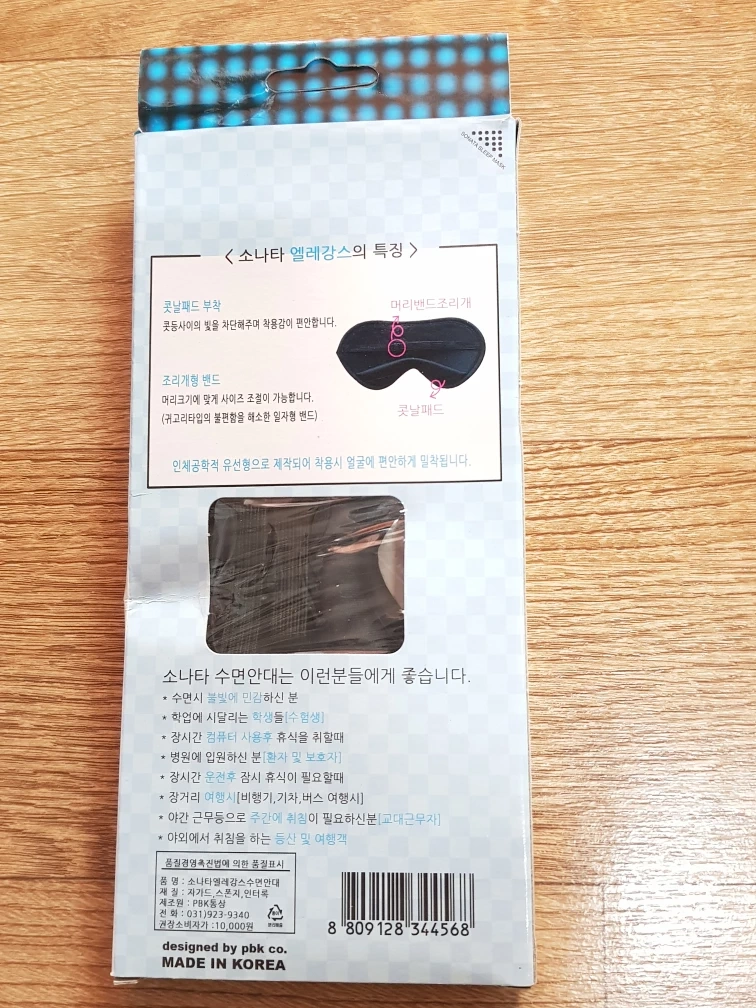 SONATA SLEEP MASK
< 소나타 엘레강스의 특징 >
콧날패드 부착
콧등사이의 빛을 차단해주며 착용감이 편안합니다.
머리밴드조리개
조리개형 밴드
머리크기에 맞게 사이즈 조절이 가능합니다.
(귀고리타입의 불편함을 해소한 일자형 밴드)
콧날패드
인체공학적 유선형으로 제작되어 착용시 얼굴에 편안하게 밀착됩니다.
소나타 수면안대는 이런분들에게 좋습니다.
* 수면시 불빛에 민감하신 분
* 학업에 시달리는 학생들[수험생]
* 장시간 컴퓨터 사용후 휴식을 취할때
* 병원에 입원하신 분[환자 및 보호자]
* 장시간 운전후 잠시 휴식이 필요할때
* 장거리 여행시[비행기,기차,버스 여행시]
* 야간 근무등으로 주간에 취침이 필요하신분[교대근무자]
* 야외에서 취침을 하는 등산 및 여행객
품질경영촉진법에 의한 품질표시
품 명 : 소나타엘레강스수면안대
재 질 : 자가드,스폰지,인터록
제조원 : PBK통상
전 화 : 031)923-9340
권장소비자가 :10,000원
8 809128 344568
designed by pbk co.
MADE IN KOREA